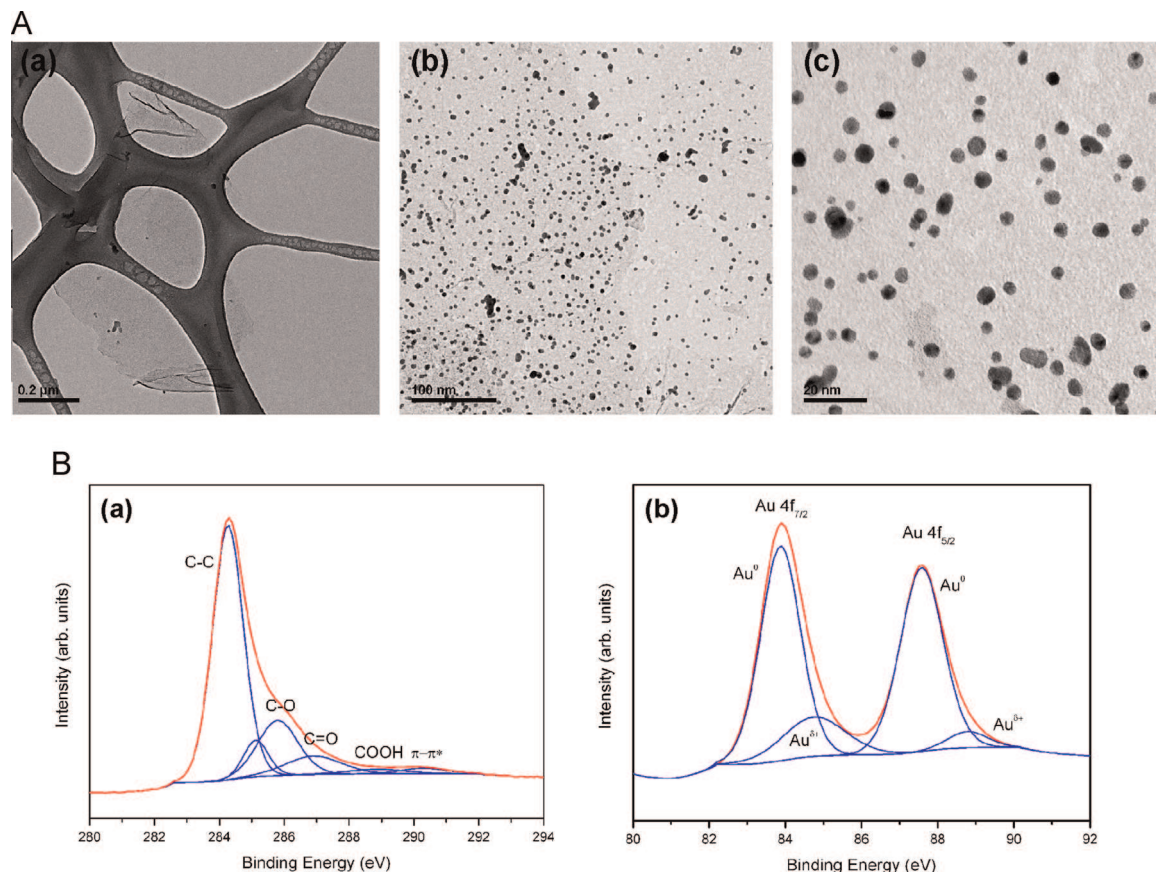 A
(a)
(b)
(c)
0.2 µm
100 nm
20 nm
B
(a)
C-C
C-O
C=O
COOH π-π*
Intensity (arb. units)
280 282 284 286 288 290 292 294
Binding Energy (eV)
(b)
Au 4f7/2
Au 4f5/2
Au⁰
Au⁰
Auᵟ⁺
Auᵟ⁺
Intensity (arb. units)
80 82 84 86 88 90 92
Binding Energy (eV)